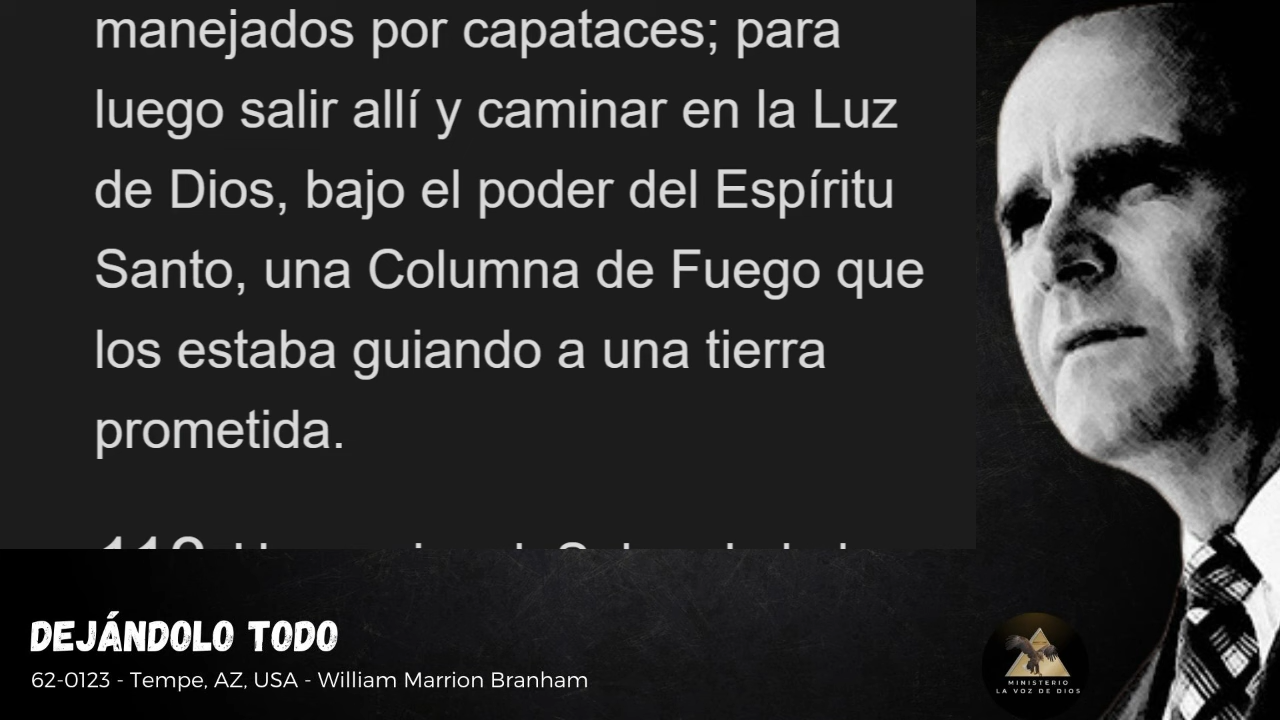 manejados por capataces; para
luego salir allí y caminar en la Luz
de Dios, bajo el poder del Espíritu
Santo, una Columna de Fuego que
los estaba guiando a una tierra
prometida.
DEJÁNDOLO TODO
62-0123 - Tempe, AZ, USA - William Marrion Branham
MINISTERIO
LA VOZ DE DIOS